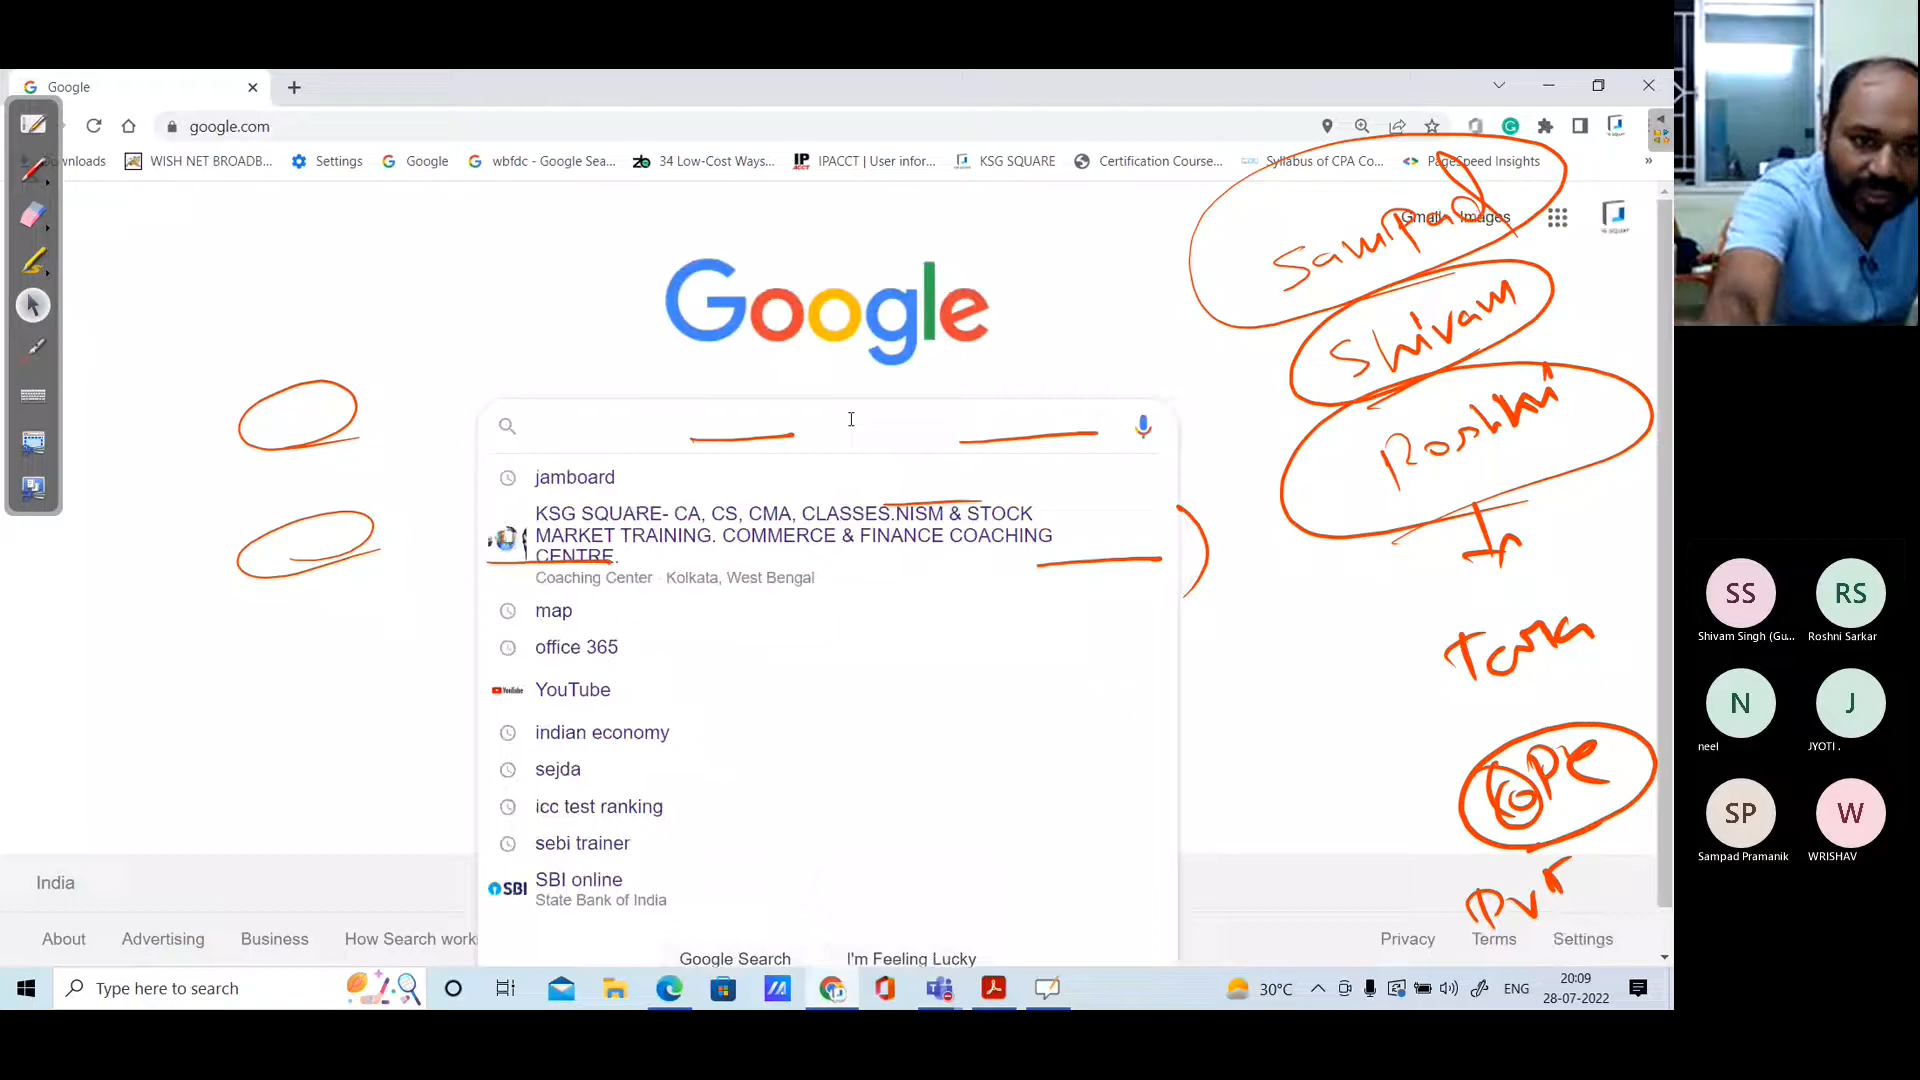 Google
google.com
ownloads
WISH NET BROADB...
Settings
Google
wbfdc - Google Sea...
34 Low-Cost Ways...
IPACCT | User infor...
KSG SQUARE
Certification Course...
Syllabus of CPA Co...
PageSpeed Insights
»
Gmail Images
Sampad
Google
Shivam
Roshni
jamboard
KSG SQUARE- CA, CS, CMA, CLASSES.NISM & STOCK
MARKET TRAINING. COMMERCE & FINANCE COACHING
CENTRE.
Coaching Center · Kolkata, West Bengal
map
office 365
YouTube
YouTube
indian economy
sejda
icc test ranking
sebi trainer
SBI
SBI online
State Bank of India
Google Search
I'm Feeling Lucky
India
About
Advertising
Business
How Search work
Privacy
Terms
Settings
Type here to search
30°C
ENG
20:09
28-07-2022
SS
Shivam Singh (Gu...
RS
Roshni Sarkar
N
neel
J
JYOTI .
SP
Sampad Pramanik
W
WRISHAV